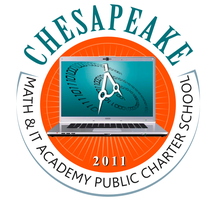 CHESAPEAKE
2011
MATH & IT ACADEMY PUBLIC CHARTER SCHOOL